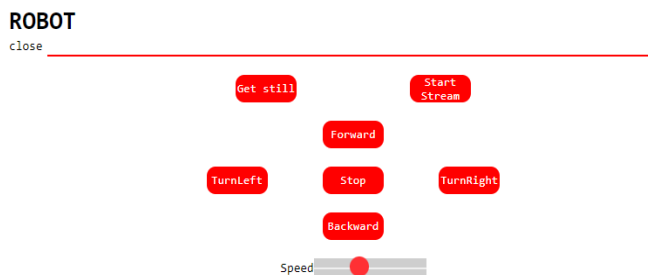 ROBOT
close
Get still
Start
Stream
Forward
TurnLeft
Stop
TurnRight
Backward
Speed